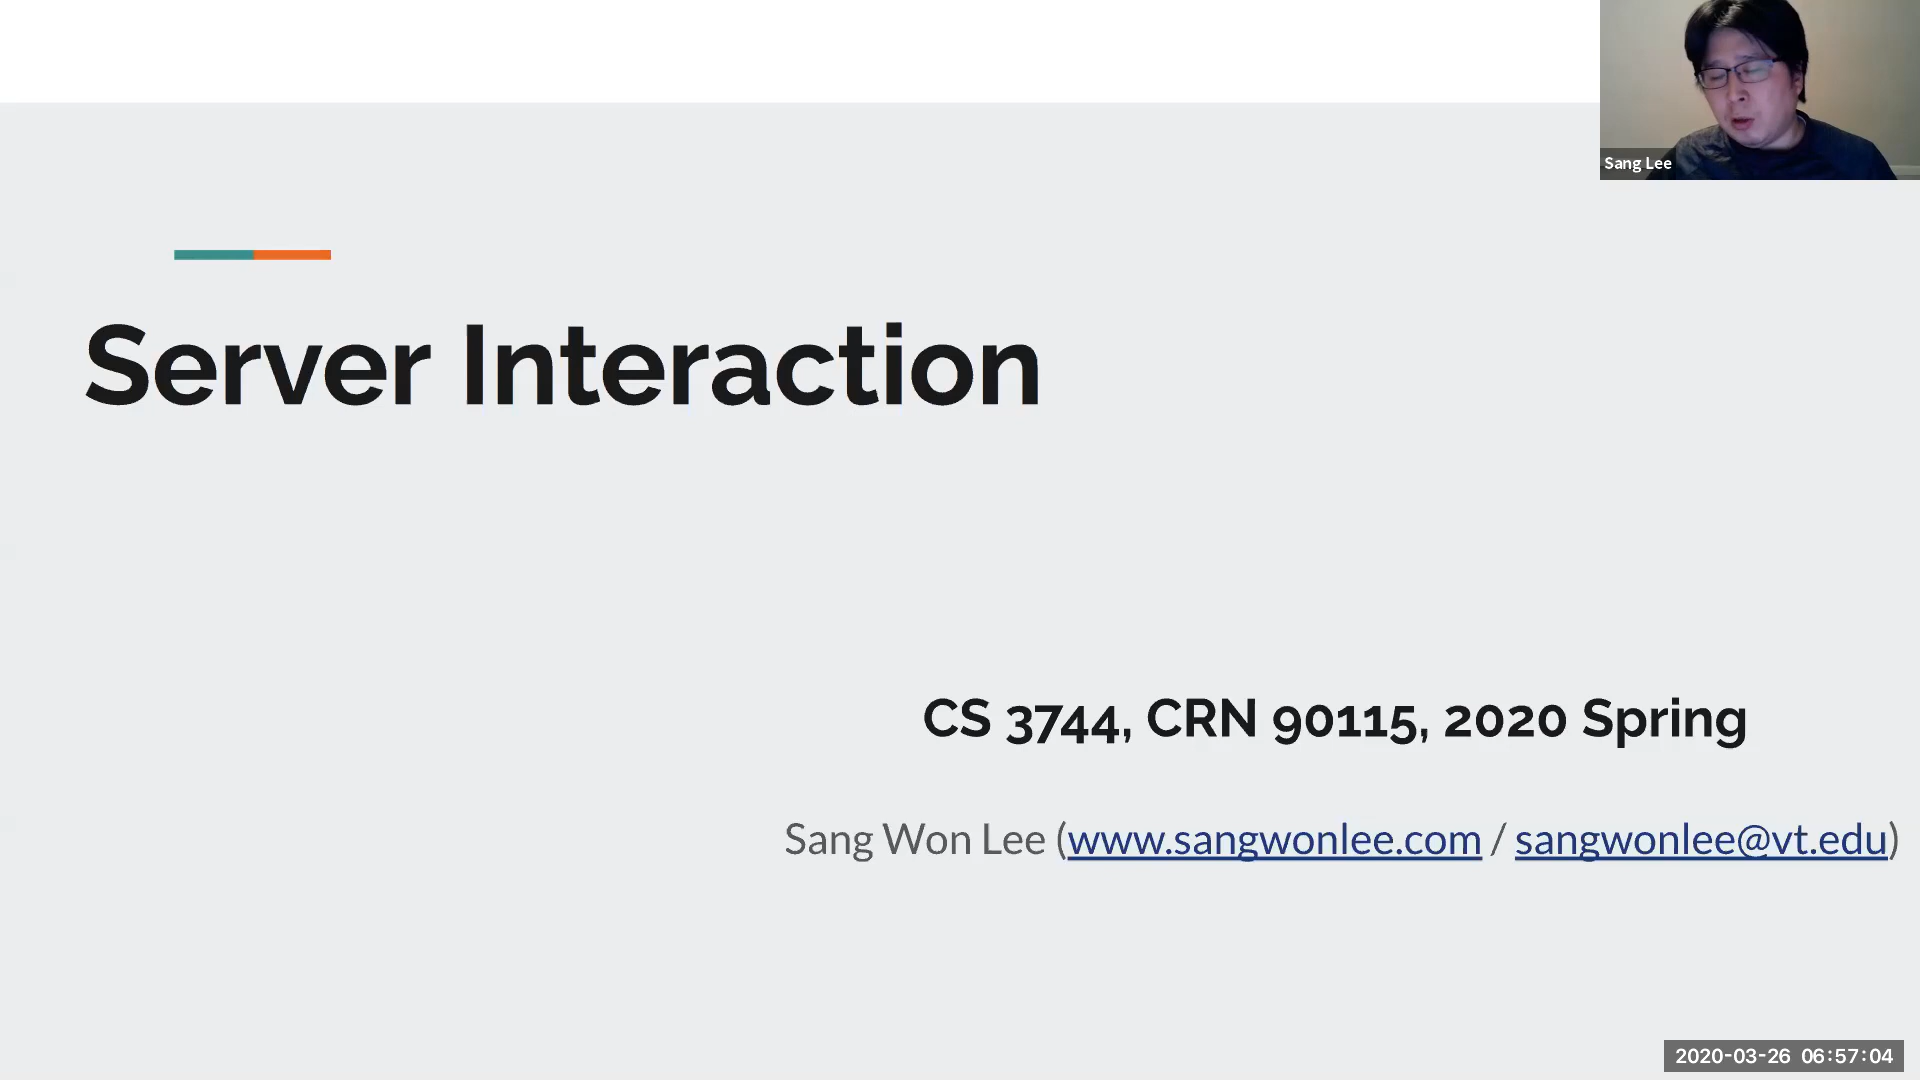 Sang Lee
Server Interaction
CS 3744, CRN 90115, 2020 Spring
Sang Won Lee (www.sangwonlee.com / sangwonlee@vt.edu)
2020-03-26 06:57:04